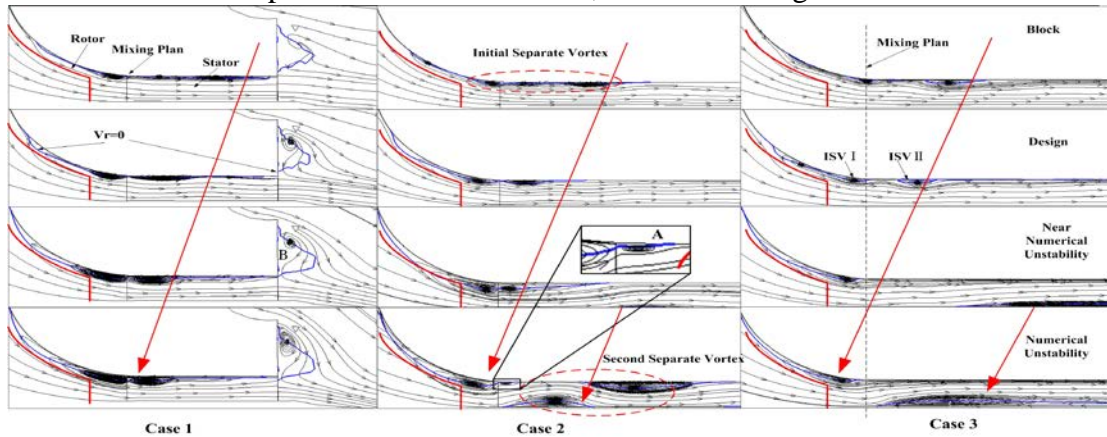 Rotor
Mixing Plan
Stator
Initial Separate Vortex
Mixing Plan
Block
Vr=0
ISV I
ISV II
Design
B
A
Near
Numerical
Unstability
Second Separate Vortex
Numerical
Unstability
Case 1
Case 2
Case 3